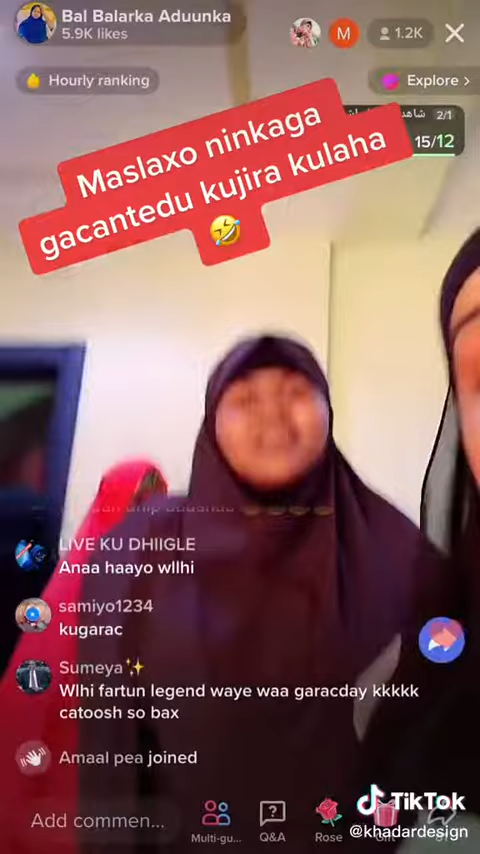 Bal Balarka Aduunka
5.9K likes
M
1.2K
Hourly ranking
Explore
2/1
15/12
Maslaxo ninkaga
gacantedu kujira kulaha
🤣
LIVE KU DHIIGLE
Anaa haayo wllhi
samiyo1234
kugarac
Sumeya✨
Wlhi fartun legend waye waa garacday kkkkk
catoosh so bax
Amaal pea joined
Add comment...
Multi-gu...
Q&A
Rose
Gift
TikTok
@khadardesign